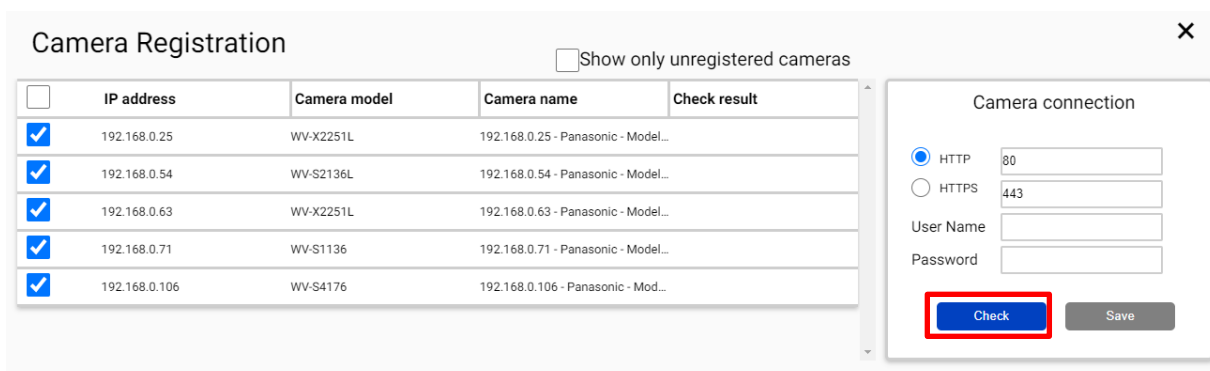 Camera Registration
✕
Show only unregistered cameras
IP address Camera model Camera name Check result
192.168.0.25 WV-X2251L 192.168.0.25 - Panasonic - Model...
192.168.0.54 WV-S2136L 192.168.0.54 - Panasonic - Model...
192.168.0.63 WV-X2251L 192.168.0.63 - Panasonic - Model...
192.168.0.71 WV-S1136 192.168.0.71 - Panasonic - Model...
192.168.0.106 WV-S4176 192.168.0.106 - Panasonic - Mod...
Camera connection
HTTP 80
HTTPS 443
User Name
Password
Check Save